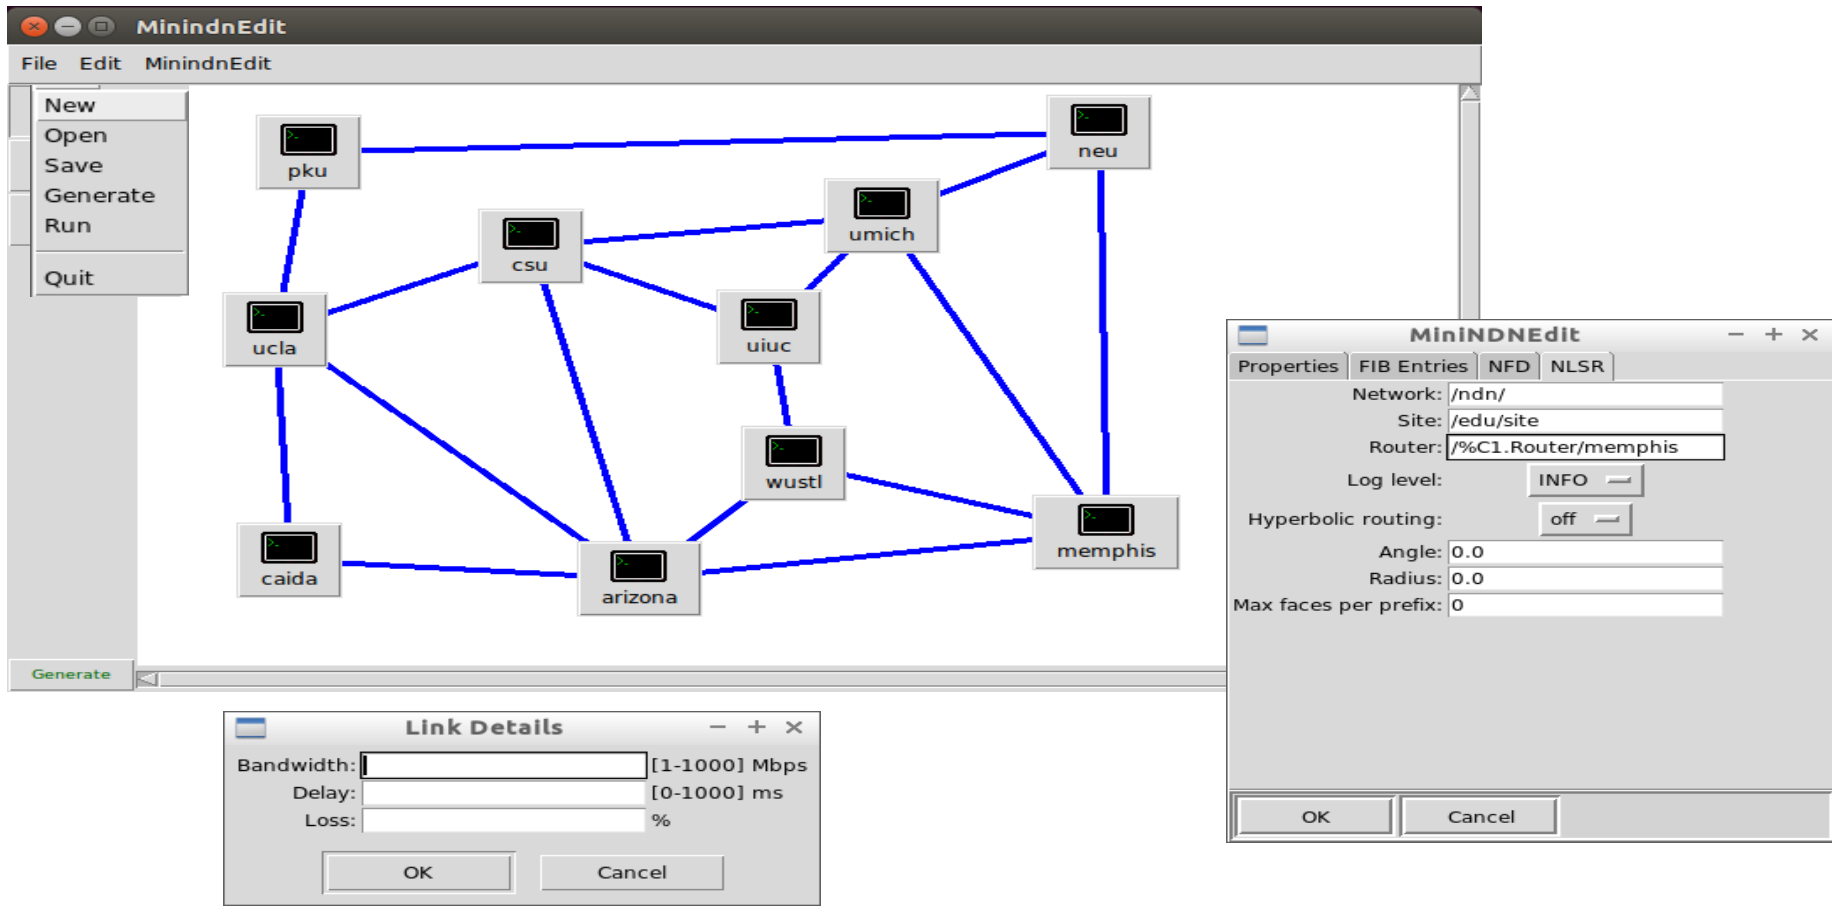 MinindnEdit
File Edit MinindnEdit
New
Open
Save
Generate
Run
Quit
pku
neu
umich
csu
ucla
uiuc
wustl
caida
arizona
memphis
Generate
MiniNDNEdit
Properties FIB Entries NFD NLSR
Network: /ndn/
Site: /edu/site
Router: /%C1.Router/memphis
Log level: INFO
Hyperbolic routing: off
Angle: 0.0
Radius: 0.0
Max faces per prefix: 0
OK Cancel
Link Details
Bandwidth: [1-1000] Mbps
Delay: [0-1000] ms
Loss: %
OK Cancel